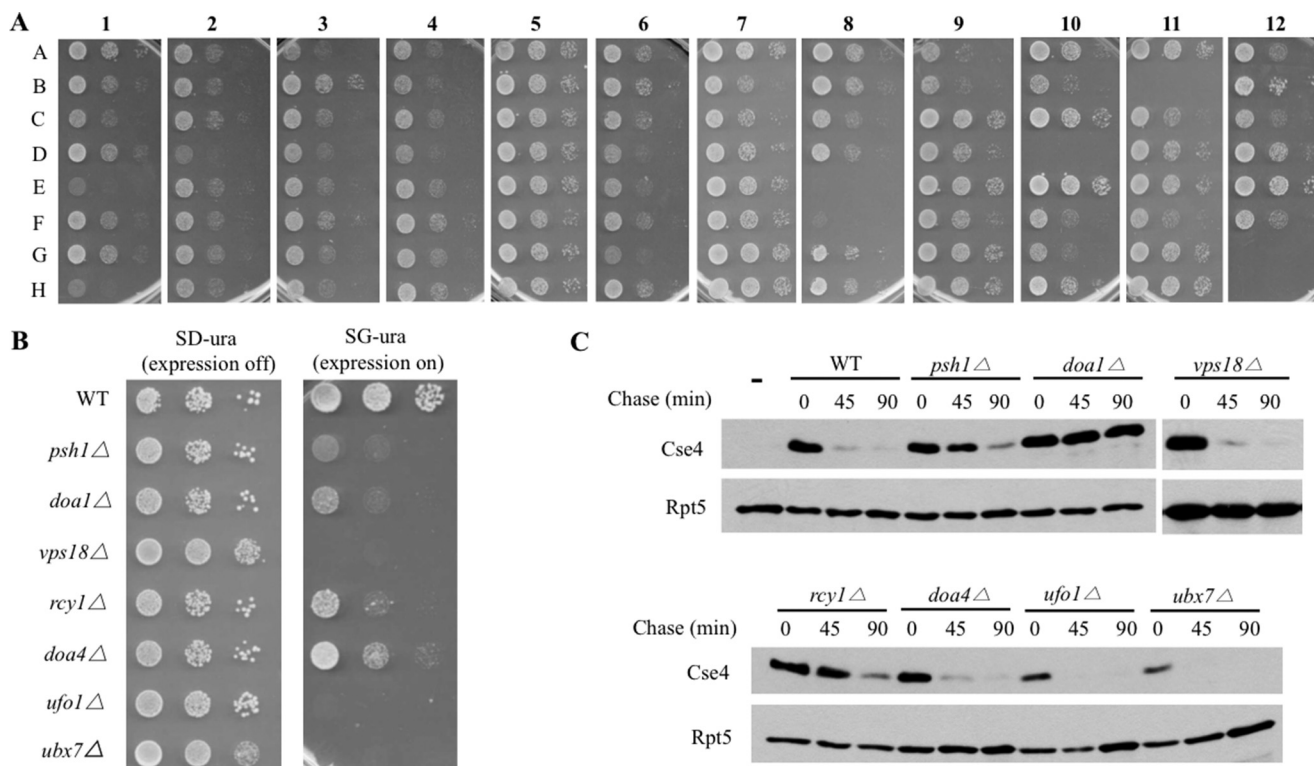 A 1 2 3 4 5 6 7 8 9 10 11 12
A
B
C
D
E
F
G
H
B
SD-ura SG-ura
(expression off) (expression on)
WT
psh1△
doa1△
vps18△
rcy1△
doa4△
ufo1△
ubx7△
C
- WT psh1△ doa1△ vps18△
Chase (min) 0 45 90 0 45 90 0 45 90 0 45 90
Cse4
Rpt5
rcy1△ doa4△ ufo1△ ubx7△
Chase (min) 0 45 90 0 45 90 0 45 90 0 45 90
Cse4
Rpt5